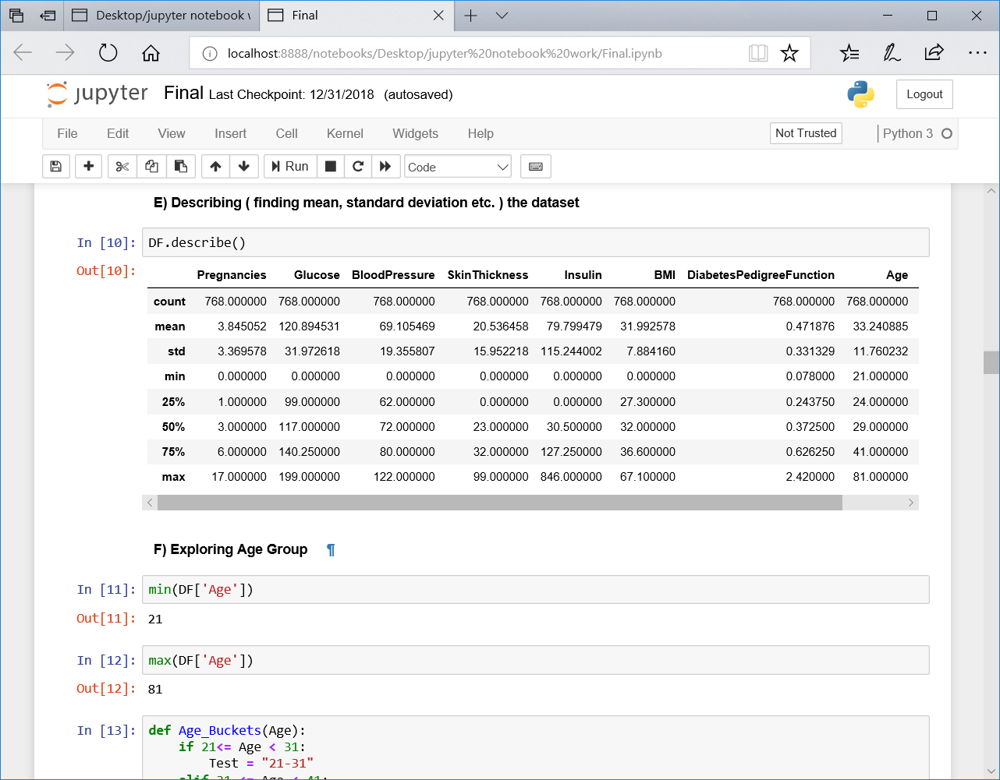 Desktop/jupyter notebook
Final
localhost:8888/notebooks/Desktop/jupyter%20notebook%20work/Final.ipynb
jupyter Final Last Checkpoint: 12/31/2018 (autosaved)
Logout
File Edit View Insert Cell Kernel Widgets Help Not Trusted Python 3
Run Code
E) Describing ( finding mean, standard deviation etc. ) the dataset
In [10]: DF.describe()
Out[10]:
Pregnancies Glucose BloodPressure SkinThickness Insulin BMI DiabetesPedigreeFunction Age
count 768.000000 768.000000 768.000000 768.000000 768.000000 768.000000 768.000000 768.000000
mean 3.845052 120.894531 69.105469 20.536458 79.799479 31.992578 0.471876 33.240885
std 3.369578 31.972618 19.355807 15.952218 115.244002 7.884160 0.331329 11.760232
min 0.000000 0.000000 0.000000 0.000000 0.000000 0.000000 0.078000 21.000000
25% 1.000000 99.000000 62.000000 0.000000 0.000000 27.300000 0.243750 24.000000
50% 3.000000 117.000000 72.000000 23.000000 30.500000 32.000000 0.372500 29.000000
75% 6.000000 140.250000 80.000000 32.000000 127.250000 36.600000 0.626250 41.000000
max 17.000000 199.000000 122.000000 99.000000 846.000000 67.100000 2.420000 81.000000
F) Exploring Age Group ¶
In [11]: min(DF['Age'])
Out[11]: 21
In [12]: max(DF['Age'])
Out[12]: 81
In [13]: def Age_Buckets(Age):
if 21<= Age < 31:
Test = "21-31"
elif 31 <= Age < 41: